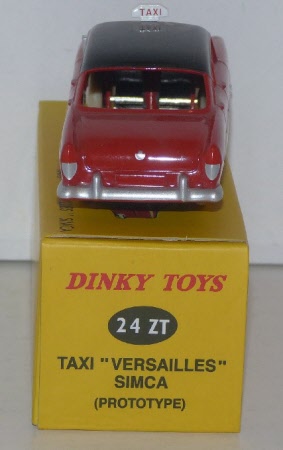 TAXI
DINKY TOYS
24 ZT
TAXI "VERSAILLES"
SIMCA
(PROTOTYPE)